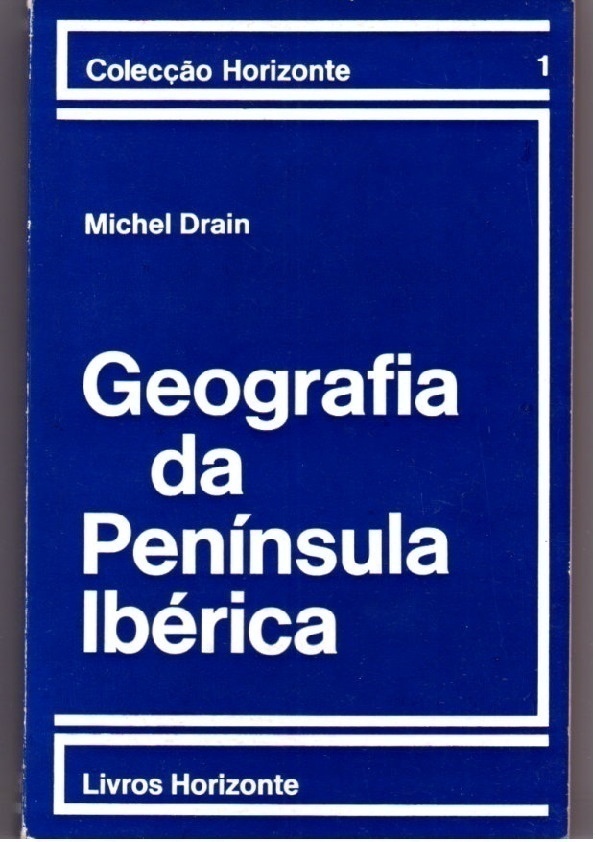 Colecção Horizonte 1
Michel Drain
Geografia
da
Península
Ibérica
Livros Horizonte